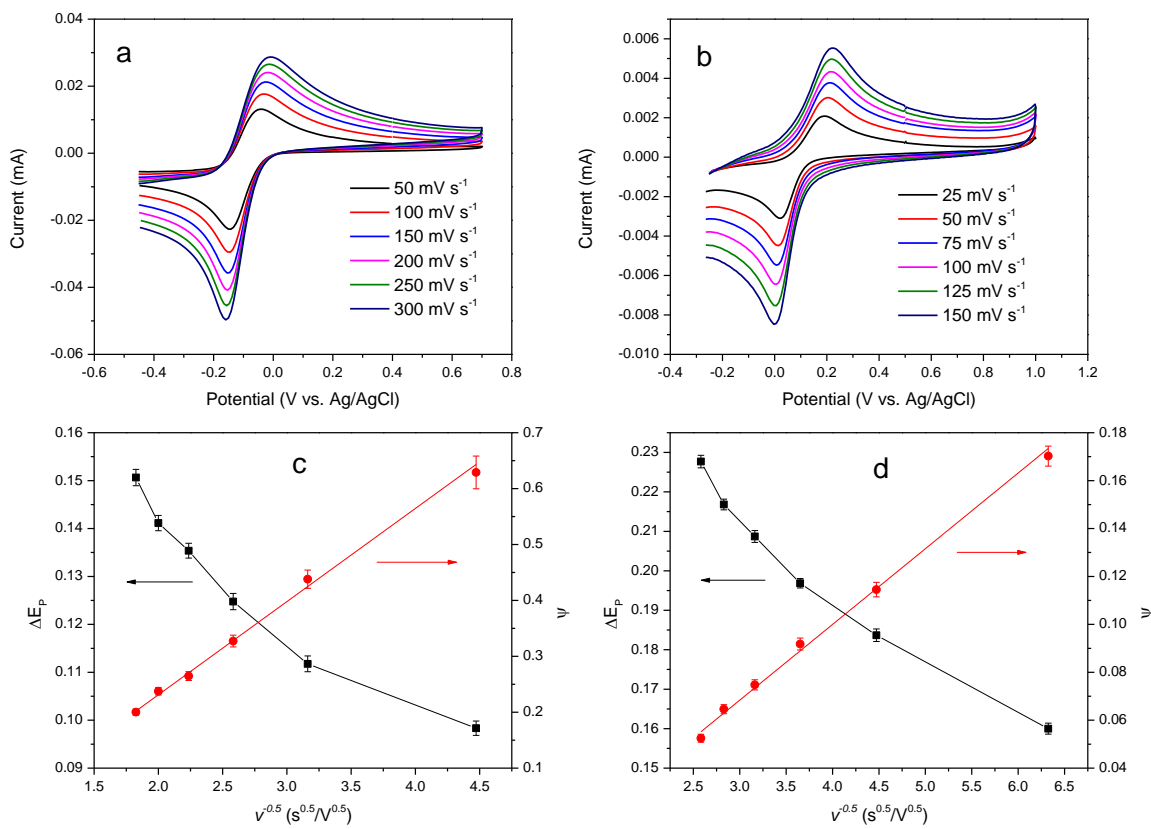 a
0.04
0.02
0.00
-0.02
-0.04
-0.06
Current (mA)
50 mV s⁻¹
100 mV s⁻¹
150 mV s⁻¹
200 mV s⁻¹
250 mV s⁻¹
300 mV s⁻¹
-0.6 -0.4 -0.2 0.0 0.2 0.4 0.6 0.8
Potential (V vs. Ag/AgCl)
b
0.006
0.004
0.002
0.000
-0.002
-0.004
-0.006
-0.008
-0.010
Current (mA)
25 mV s⁻¹
50 mV s⁻¹
75 mV s⁻¹
100 mV s⁻¹
125 mV s⁻¹
150 mV s⁻¹
-0.4 -0.2 0.0 0.2 0.4 0.6 0.8 1.0 1.2
Potential (V vs. Ag/AgCl)
c
0.16
0.15
0.14
0.13
0.12
0.11
0.10
0.09
ΔE_P
0.7
0.6
0.5
0.4
0.3
0.2
0.1
ψ
1.5 2.0 2.5 3.0 3.5 4.0 4.5
v⁻⁰·⁵ (s⁰·⁵/V⁰·⁵)
d
0.23
0.22
0.21
0.20
0.19
0.18
0.17
0.16
0.15
ΔE_P
0.18
0.16
0.14
0.12
0.10
0.08
0.06
0.04
ψ
2.5 3.0 3.5 4.0 4.5 5.0 5.5 6.0 6.5
v⁻⁰·⁵ (s⁰·⁵/V⁰·⁵)